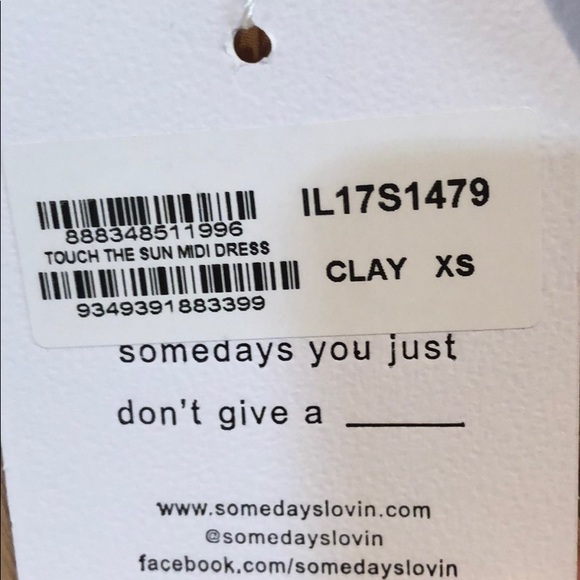 888348511996
IL17S1479
TOUCH THE SUN MIDI DRESS
CLAY XS
9349391883399
somedays you just
don't give a ______
www.somedayslovin.com
@somedayslovin
facebook.com/somedayslovin